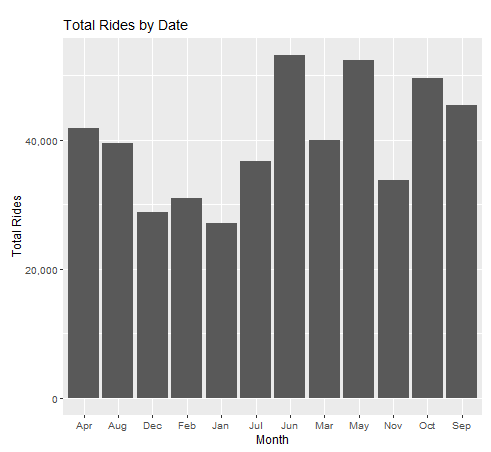 Total Rides by Date
Total Rides
40,000
20,000
0
Apr Aug Dec Feb Jan Jul Jun Mar May Nov Oct Sep
Month